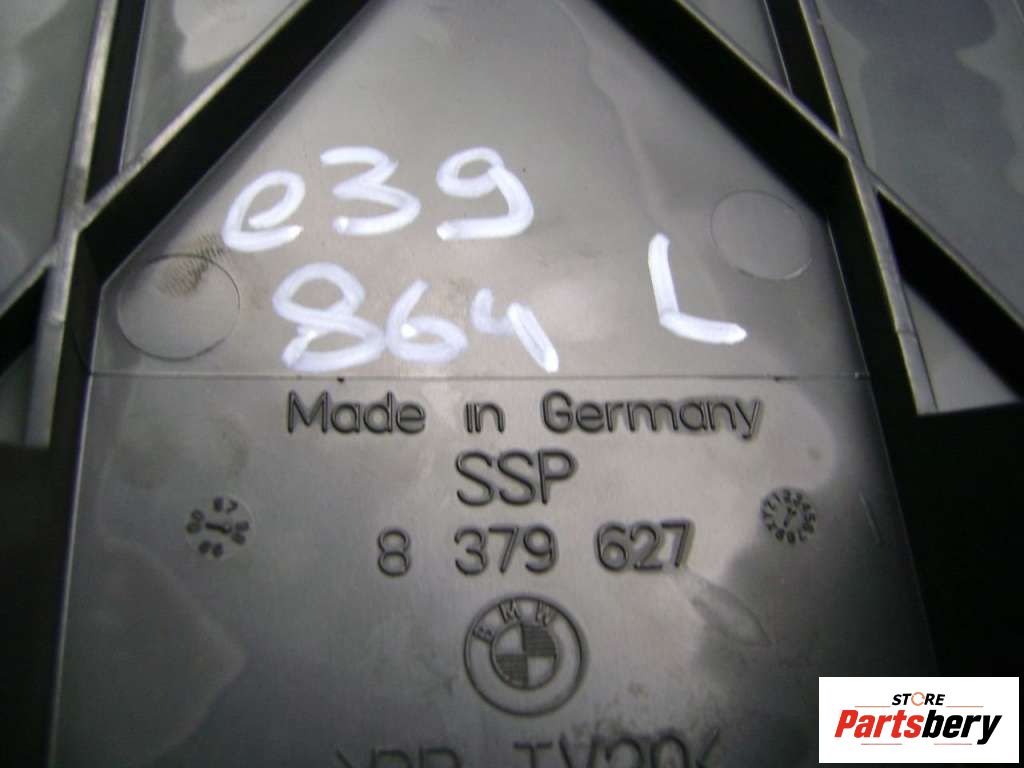 e39
864 L
Made in Germany
SSP
8 379 627
BMW
STORE
Partsbery